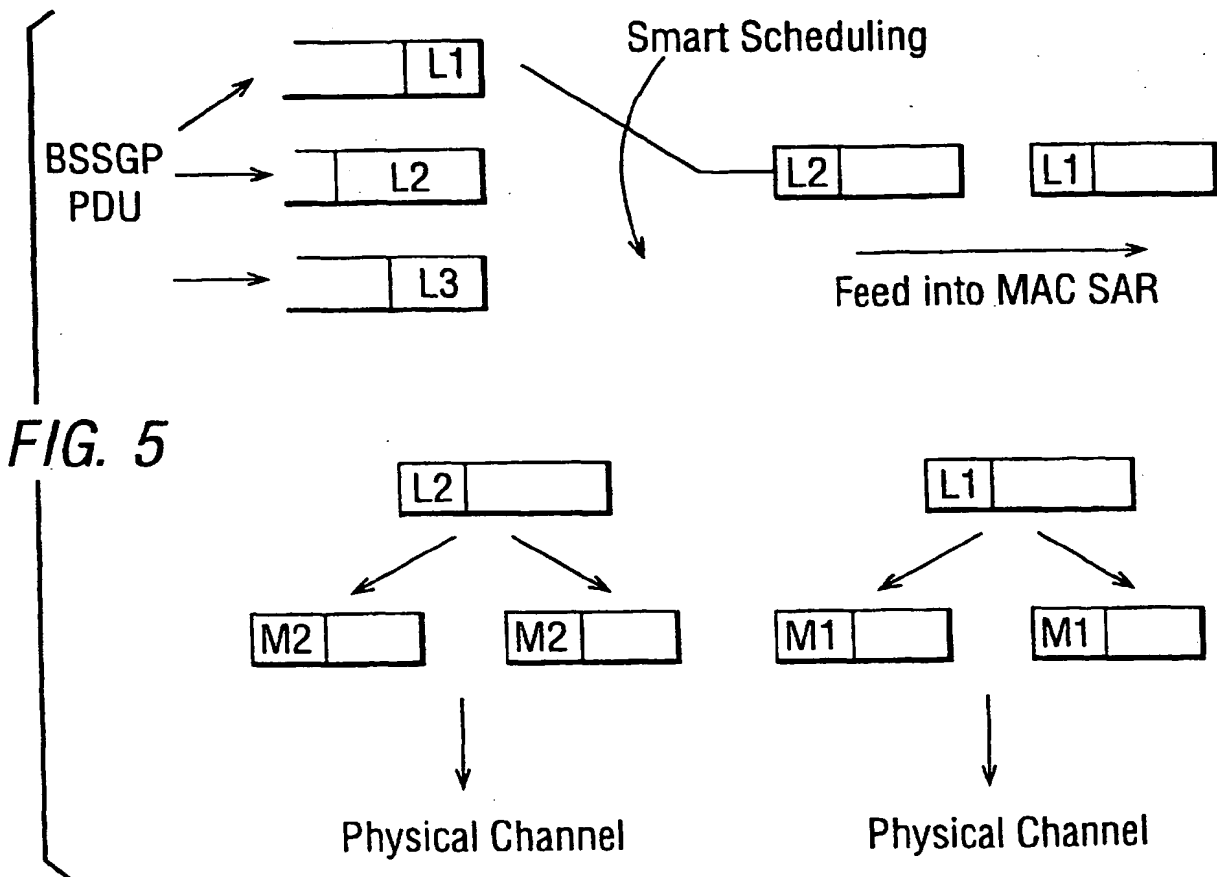 Smart Scheduling
L1
BSSGP
PDU
L2
L2
L1
L3
Feed into MAC SAR
FIG. 5
L2
L1
M2
M2
M1
M1
Physical Channel
Physical Channel